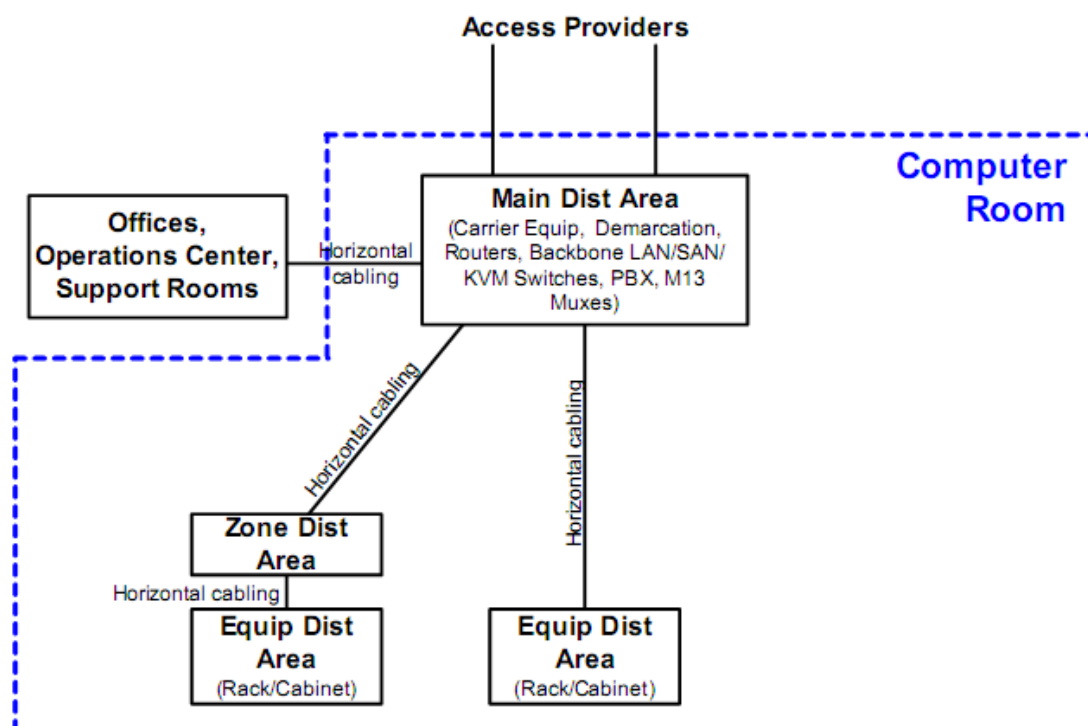 Access Providers
Computer
Room
Main Dist Area
(Carrier Equip, Demarcation,
Routers, Backbone LAN/SAN/
KVM Switches, PBX, M13
Muxes)
Offices,
Operations Center,
Support Rooms
Horizontal
cabling
Horizontal cabling
Horizontal cabling
Zone Dist
Area
Horizontal cabling
Equip Dist
Area
(Rack/Cabinet)
Equip Dist
Area
(Rack/Cabinet)